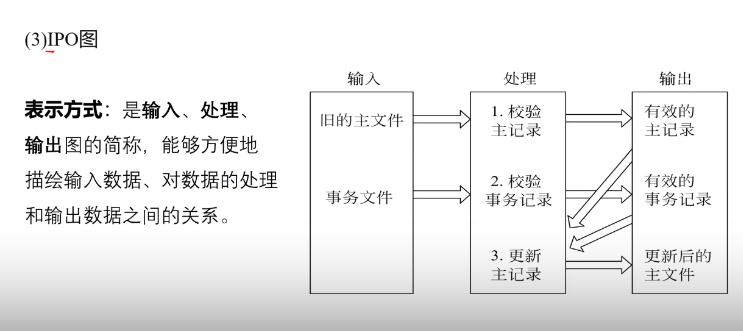 (3)IPO图
表示方式：是输入、处理、
输出图的简称，能够方便地
描绘输入数据、对数据的处理
和输出数据之间的关系。
输入
处理
输出
旧的主文件
1. 校验
主记录
有效的
主记录
事务文件
2. 校验
事务记录
有效的
事务记录
3. 更新
主记录
更新后的
主文件